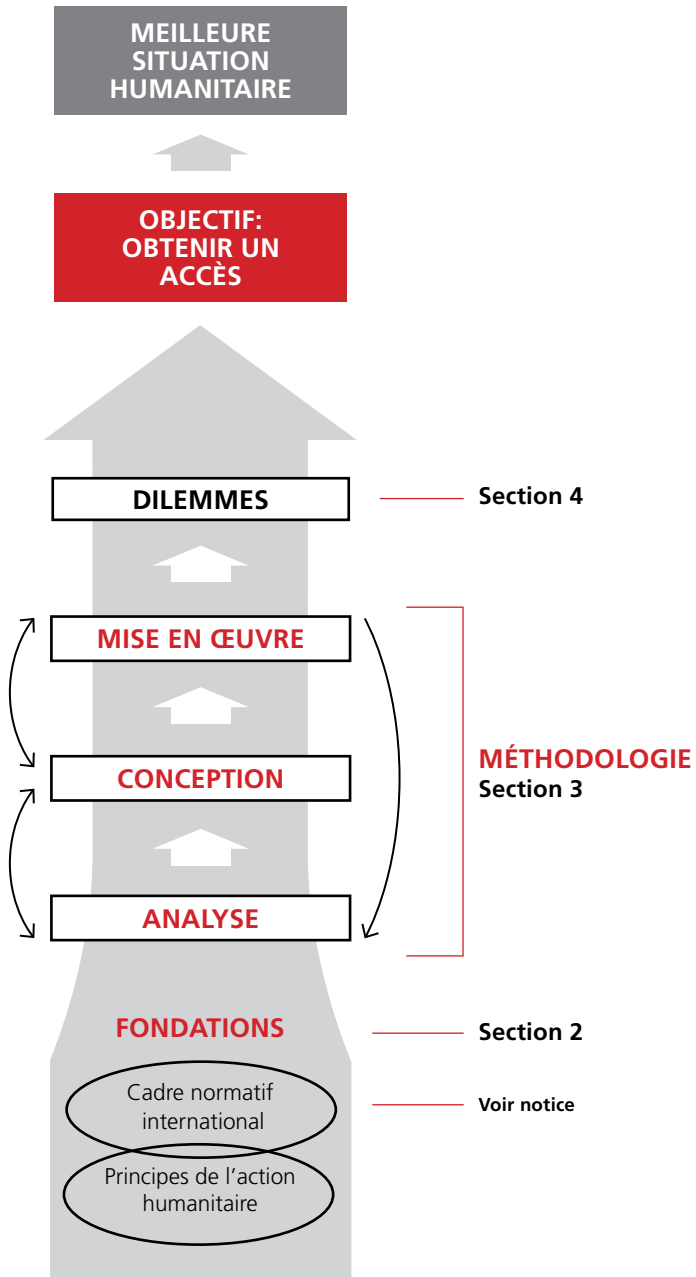 MEILLEURE
SITUATION
HUMANITAIRE
OBJECTIF:
OBTENIR UN
ACCÈS
DILEMMES
Section 4
MISE EN ŒUVRE
CONCEPTION
MÉTHODOLOGIE
Section 3
ANALYSE
FONDATIONS
Section 2
Cadre normatif
international
Voir notice
Principes de l’action
humanitaire